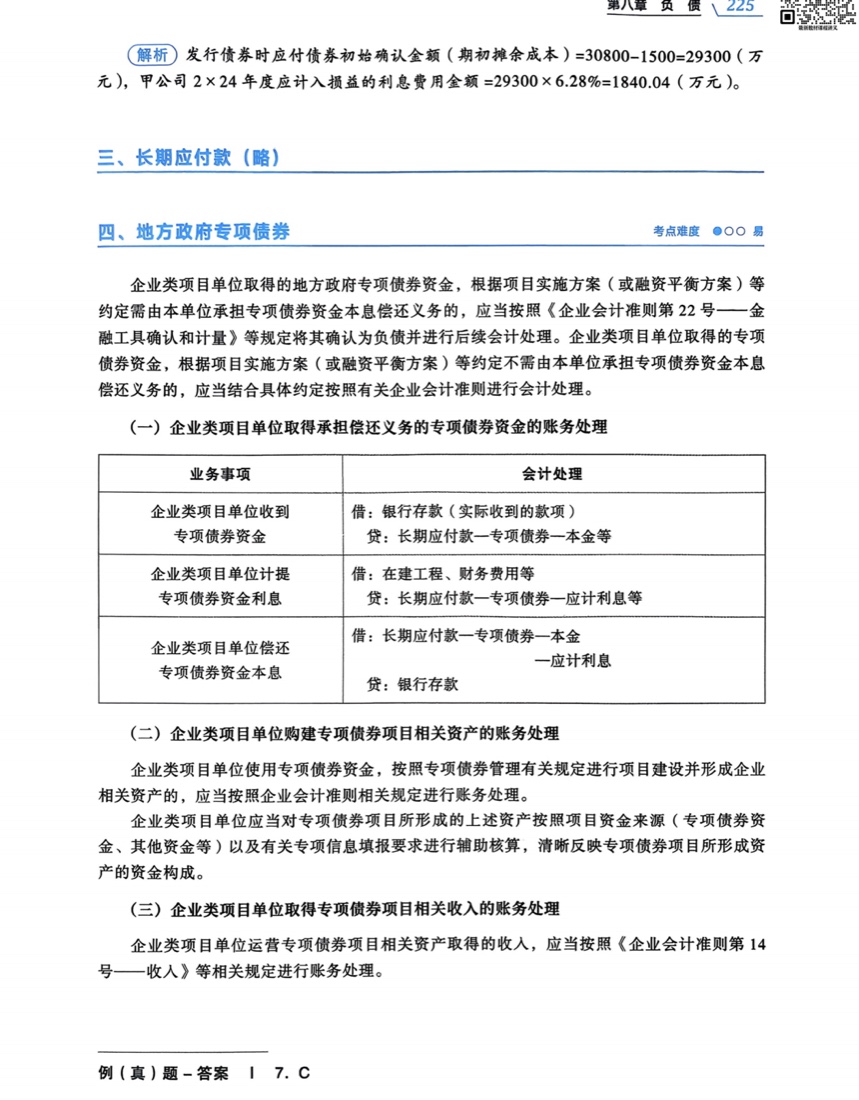 第八章 负 债 225
解析 发行债券时应付债券初始确认金额（期初摊余成本）=30800-1500=29300（万
元），甲公司 2×24 年度应计入损益的利息费用金额 =29300×6.28%=1840.04（万元）。
三、长期应付款（略）
四、地方政府专项债券 考点难度 易
企业类项目单位取得的地方政府专项债券资金，根据项目实施方案（或融资平衡方案）等
约定需由本单位承担专项债券资金本息偿还义务的，应当按照《企业会计准则第 22 号——金
融工具确认和计量》等规定将其确认为负债并进行后续会计处理。企业类项目单位取得的专项
债券资金，根据项目实施方案（或融资平衡方案）等约定不需由本单位承担专项债券资金本息
偿还义务的，应当结合具体约定按照有关企业会计准则进行会计处理。
（一）企业类项目单位取得承担偿还义务的专项债券资金的账务处理
业务事项 会计处理
企业类项目单位收到
专项债券资金
借：银行存款（实际收到的款项）
贷：长期应付款—专项债券—本金等
企业类项目单位计提
专项债券资金利息
借：在建工程、财务费用等
贷：长期应付款—专项债券—应计利息等
企业类项目单位偿还
专项债券资金本息
借：长期应付款—专项债券—本金
—应计利息
贷：银行存款
（二）企业类项目单位购建专项债券项目相关资产的账务处理
企业类项目单位使用专项债券资金，按照专项债券管理有关规定进行项目建设并形成企业
相关资产的，应当按照企业会计准则相关规定进行账务处理。
企业类项目单位应当对专项债券项目所形成的上述资产按照项目资金来源（专项债券资
金、其他资金等）以及有关专项信息填报要求进行辅助核算，清晰反映专项债券项目所形成资
产的资金构成。
（三）企业类项目单位取得专项债券项目相关收入的账务处理
企业类项目单位运营专项债券项目相关资产取得的收入，应当按照《企业会计准则第 14
号——收入》等相关规定进行账务处理。
例（真）题 – 答案 | 7. C